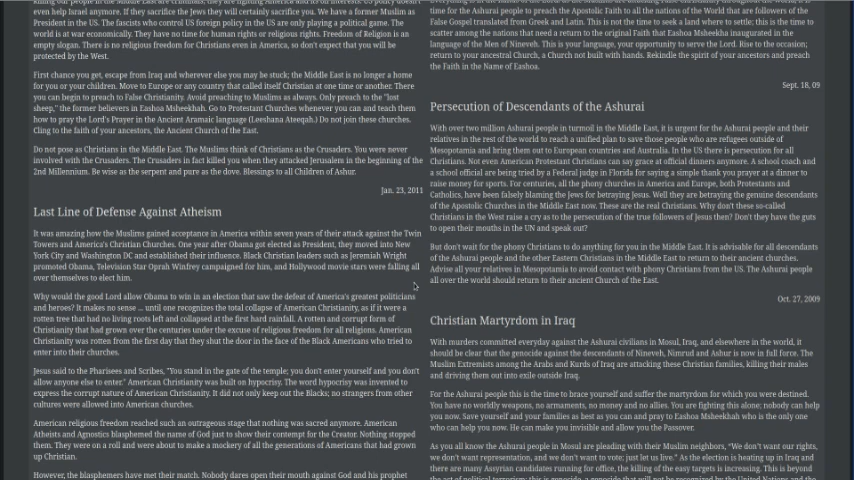 even help Israel anymore. If they sacrifice the Jews they will certainly sacrifice you. We have a Muslim as
President in the US. The fascists who control US foreign policy in the US are only playing a political game. The
world is at war economically. They have no time for human rights or religious rights. Freedom of Religion is an
empty slogan. There is no religious freedom for Christians even in America, so don't expect that you will be
protected by the West.
First chance you get, escape from Iraq and wherever else you may be stuck; the Middle East is no longer a home
for you or your children. Move to Europe or any country that called itself Christian at one time or another. There
you can begin to preach to False Christianity. Avoid preaching to Muslims as always. Only preach to the "lost
sheep," the former believers in Eashoa Msheekhah. Go to Protestant Churches whenever you can and teach them
how to pray the Lord's Prayer in the Ancient Aramaic language (Leeshana Ateeqah.) Do not join these churches.
Cling to the faith of your ancestors, the Ancient Church of the East.
Do not pose as Christians in the Middle East. The Muslims think of Christians as the Crusaders. You were never
involved with the Crusaders. The Crusaders in fact killed you when they attacked Jerusalem in the beginning of the
2nd Millennium. Be wise as the serpent and pure as the dove. Blessings to all Children of Ashur.
Jan. 23, 2011
Last Line of Defense Against Atheism
It was amazing how the Muslims gained acceptance in America within seven years of their attack against the Twin
Towers and America's Christian Churches. One year after Obama got elected as President, they moved into New
York City and Washington DC and established their influence. Black Christian leaders such as Jeremiah Wright
promoted Obama, Television Star Oprah Winfrey campaigned for him, and Hollywood movie stars were falling all
over themselves to elect him.
Why would the good Lord allow Obama to win in an election that saw the defeat of America's greatest politicians
and heroes? It makes no sense ... until one recognizes the total collapse of American Christianity, as if it were a
rotten tree that had no living roots left and collapsed at the first hard rainfall. A rotten and corrupt form of
Christianity that had grown over the centuries under the excuse of religious freedom for all religions. American
Christianity was rotten from the first day that they shut the door in the face of the Black Americans who tried to
enter into their churches.
Jesus said to the Pharisees and Scribes, "You stand in the gate of the temple; you don't enter yourself and you don't
allow anyone else to enter." American Christianity was built on hypocrisy. The word hypocrisy was invented to
express the corrupt nature of American Christianity. It did not only keep out the Blacks; no strangers from other
cultures were allowed into American churches.
American religious freedom reached such an outrageous stage that nothing was sacred anymore. American
Atheists and Agnostics blasphemed the name of God just to show their contempt for the Creator. Nothing stopped
them. They were on a roll and were about to make a mockery of all the generations of Americans that had grown
up Christian.
However, the blasphemers have met their match. Nobody dares open their mouth against God and his prophet
time for the Ashurai people to preach the Apostolic Faith to all the nations of the World that are followers of the
False Gospel translated from Greek and Latin. This is not the time to seek a land where to settle; this is the time to
scatter among the nations that need a return to the original Faith that Eashoa Msheekha inaugurated in the
language of the Men of Nineveh. This is your language, your opportunity to serve the Lord. Rise to the occasion;
return to your ancestral Church, a Church not built with hands. Rekindle the spirit of your ancestors and preach
the Faith in the Name of Eashoa.
Sept. 18, 09
Persecution of Descendants of the Ashurai
With over two million Ashurai people in turmoil in the Middle East, it is urgent for the Ashurai people and their
relatives in the rest of the world to reach a unified plan to save those people who are refugees outside of
Mesopotamia and bring them out to European countries and Australia. In the US there is persecution for all
Christians. Not even American Protestant Christians can say grace at official dinners anymore. A school coach and
a school official are being tried by a Federal judge in Florida for saying a simple thank you prayer at a dinner to
raise money for sports. For centuries, all the phony churches in America and Europe, both Protestants and
Catholics, have been falsely blaming the Jews for betraying Jesus. Well they are betraying the genuine descendants
of the Apostolic Churches in the Middle East now. These are the real Christians. Why don't these so-called
Christians in the West raise a cry as to the persecution of the true followers of Jesus then? Don't they have the guts
to open their mouths in the UN and speak out?
But don't wait for the phony Christians to do anything for you in the Middle East. It is advisable for all descendants
of the Ashurai and the other Eastern Christians in the Middle East to return to their ancient churches.
Advise all your relatives in Mesopotamia to avoid contact with phony Christians from the US. The Ashurai people
all over the world should return to their ancient Church of the East.
Oct. 27, 2009
Christian Martyrdom in Iraq
With murders committed everyday against the Ashurai civilians in Mosul, Iraq, and elsewhere in the world, it
should be clear that the genocide against the descendants of Nineveh, Nimrud and Ashur is now in full force. The
Muslim Extremists among the Arabs and Kurds of Iraq are attacking these Christian families, killing their males
and driving them out into exile outside Iraq.
For the Ashurai people this is the time to brace yourself and suffer the martyrdom for which you were destined.
You have no worldly weapons, no armaments, no money and no allies. You are fighting this alone; nobody can help
you now. Save yourself and your families as best as you can and pray to Eashoa Msheekhah who is the only one
who can help you now. He can make you invisible and allow you the Passover.
As you all know the Ashurai people in Mosul are pleading with their Muslim neighbors, "We don't want our rights,
we don't want representation, and we don't want to vote; just let us live." As the election is heating up in Iraq and
there are many Assyrian candidates running for office, the killing of the easy targets is increasing. This is beyond